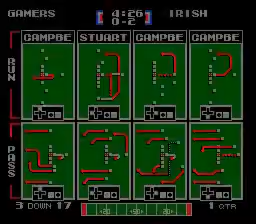 GAMERS 4:26 IRISH
0-2
CAMPBE STUART CAMPBE CAMPBE
RUN
PASS
3 DOWN 17 1 QTR